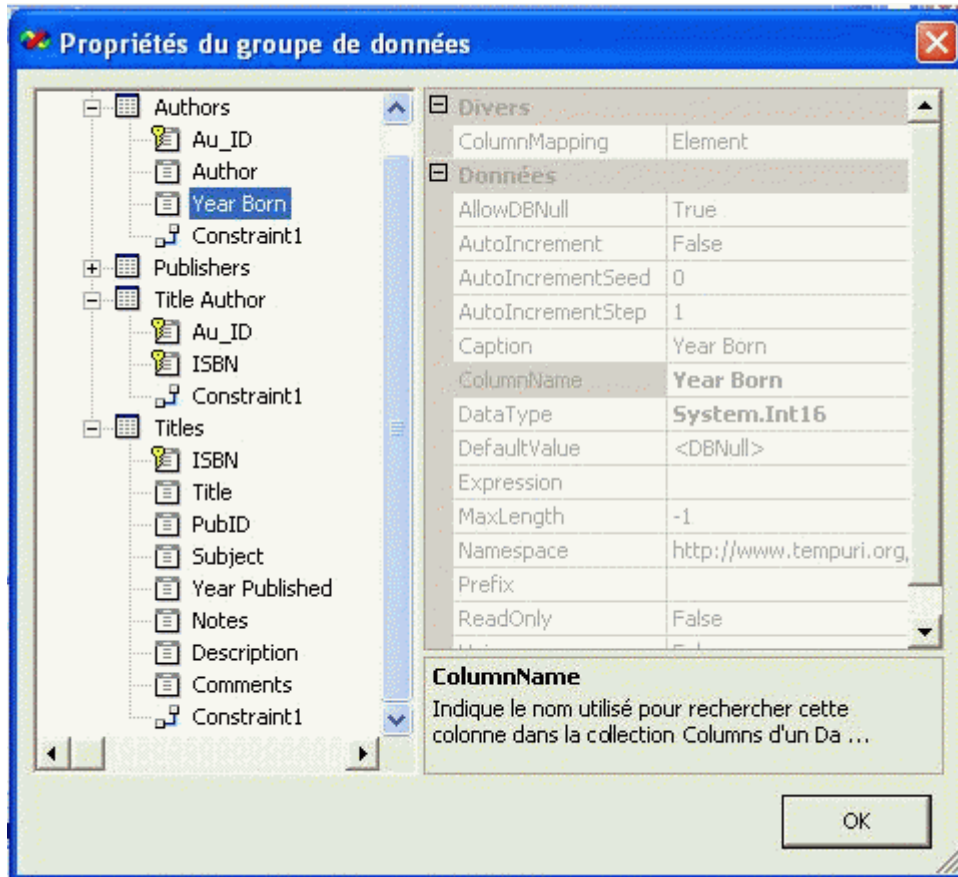 Propriétés du groupe de données
Authors
Au_ID
Author
Year Born
Constraint1
Publishers
Title Author
Au_ID
ISBN
Constraint1
Titles
ISBN
Title
PubID
Subject
Year Published
Notes
Description
Comments
Constraint1
Divers
ColumnMapping Element
Données
AllowDBNull True
AutoIncrement False
AutoIncrementSeed 0
AutoIncrementStep 1
Caption Year Born
ColumnName Year Born
DataType System.Int16
DefaultValue <DBNull>
Expression
MaxLength -1
Namespace http://www.tempuri.org,
Prefix
ReadOnly False
ColumnName
Indique le nom utilisé pour rechercher cette
colonne dans la collection Columns d'un Da ...
OK